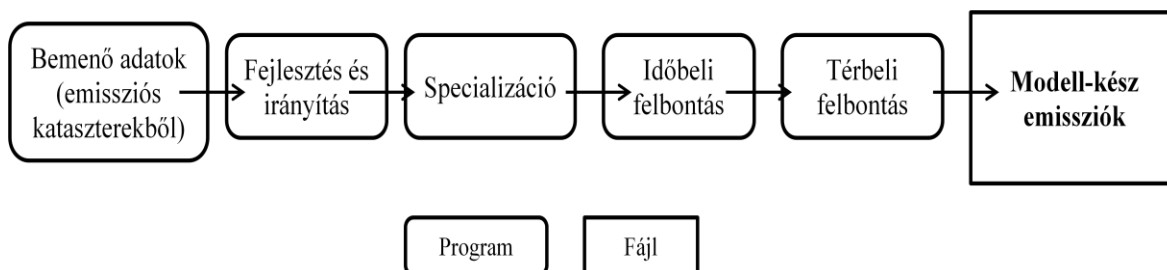 Bemenő adatok
(emissziós
kataszterekből)
Fejlesztés és
irányítás
Specializáció
Időbeli
felbontás
Térbeli
felbontás
Modell-kész
emissziók
Program
Fájl